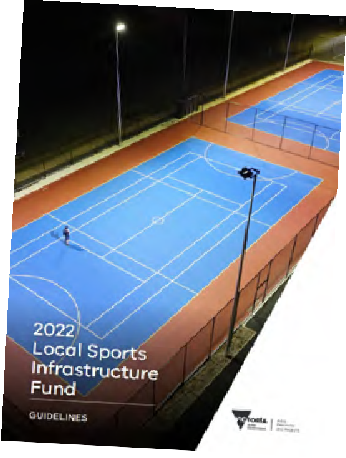 2022
Local Sports
Infrastructure
Fund
GUIDELINES